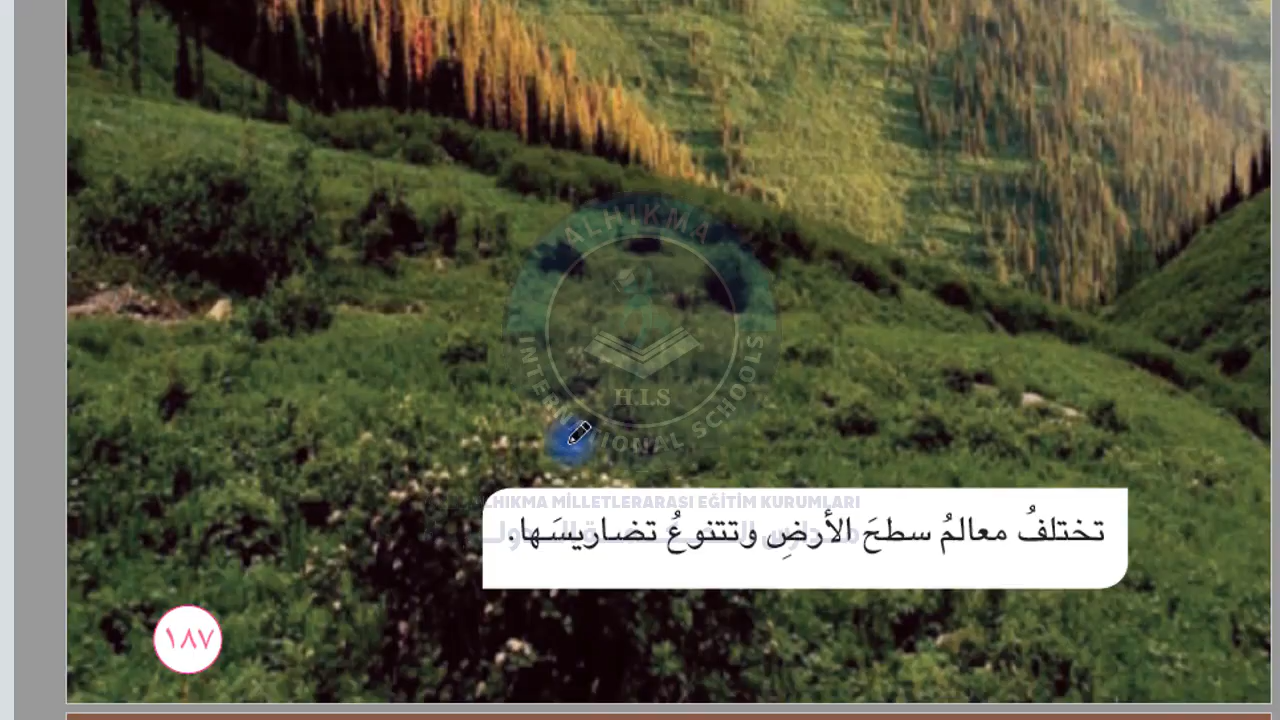 ALHIKMA
INTERNATIONAL SCHOOLS
H.I.S
ALHIKMA MİLLETLERARASI EĞİTİM KURUMLARI
تختلفُ معالمُ سطحَ الأرضِ وتتنوعُ تضاريسَها.
١٨٧